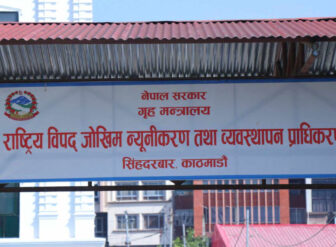 नेपाल सरकार
गृह मन्त्रालय
राष्ट्रिय विपद् जोखिम न्यूनीकरण तथा व्यवस्थापन प्राधिकरण
सिंहदरबार, काठमाडौं